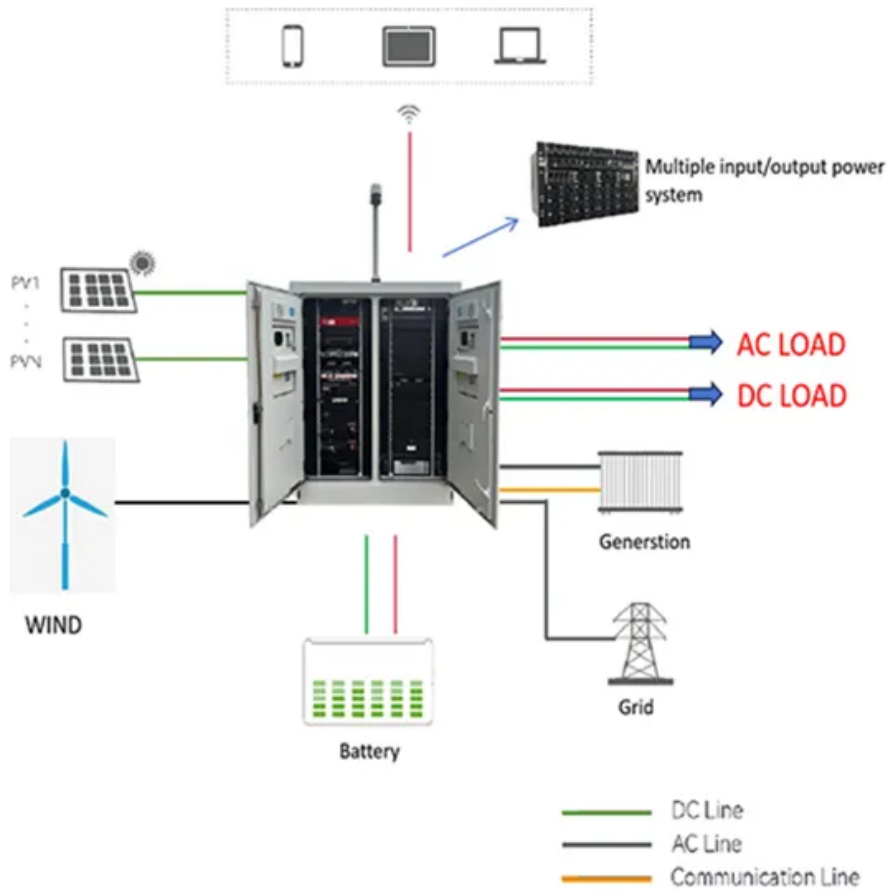 Multiple input/output power
system
PV1
PVN
AC LOAD
DC LOAD
WIND
Generstion
Grid
Battery
DC Line
AC Line
Communication Line